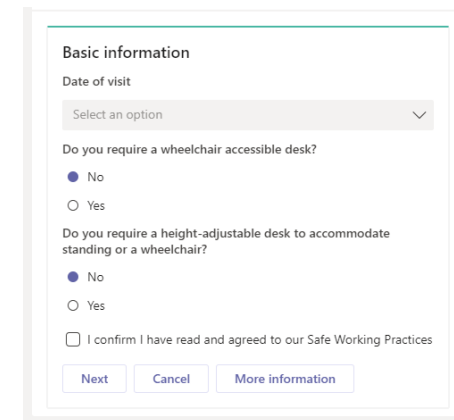 Basic information
Date of visit
Select an option
Do you require a wheelchair accessible desk?
No
Yes
Do you require a height-adjustable desk to accommodate
standing or a wheelchair?
No
Yes
I confirm I have read and agreed to our Safe Working Practices
Next Cancel More information